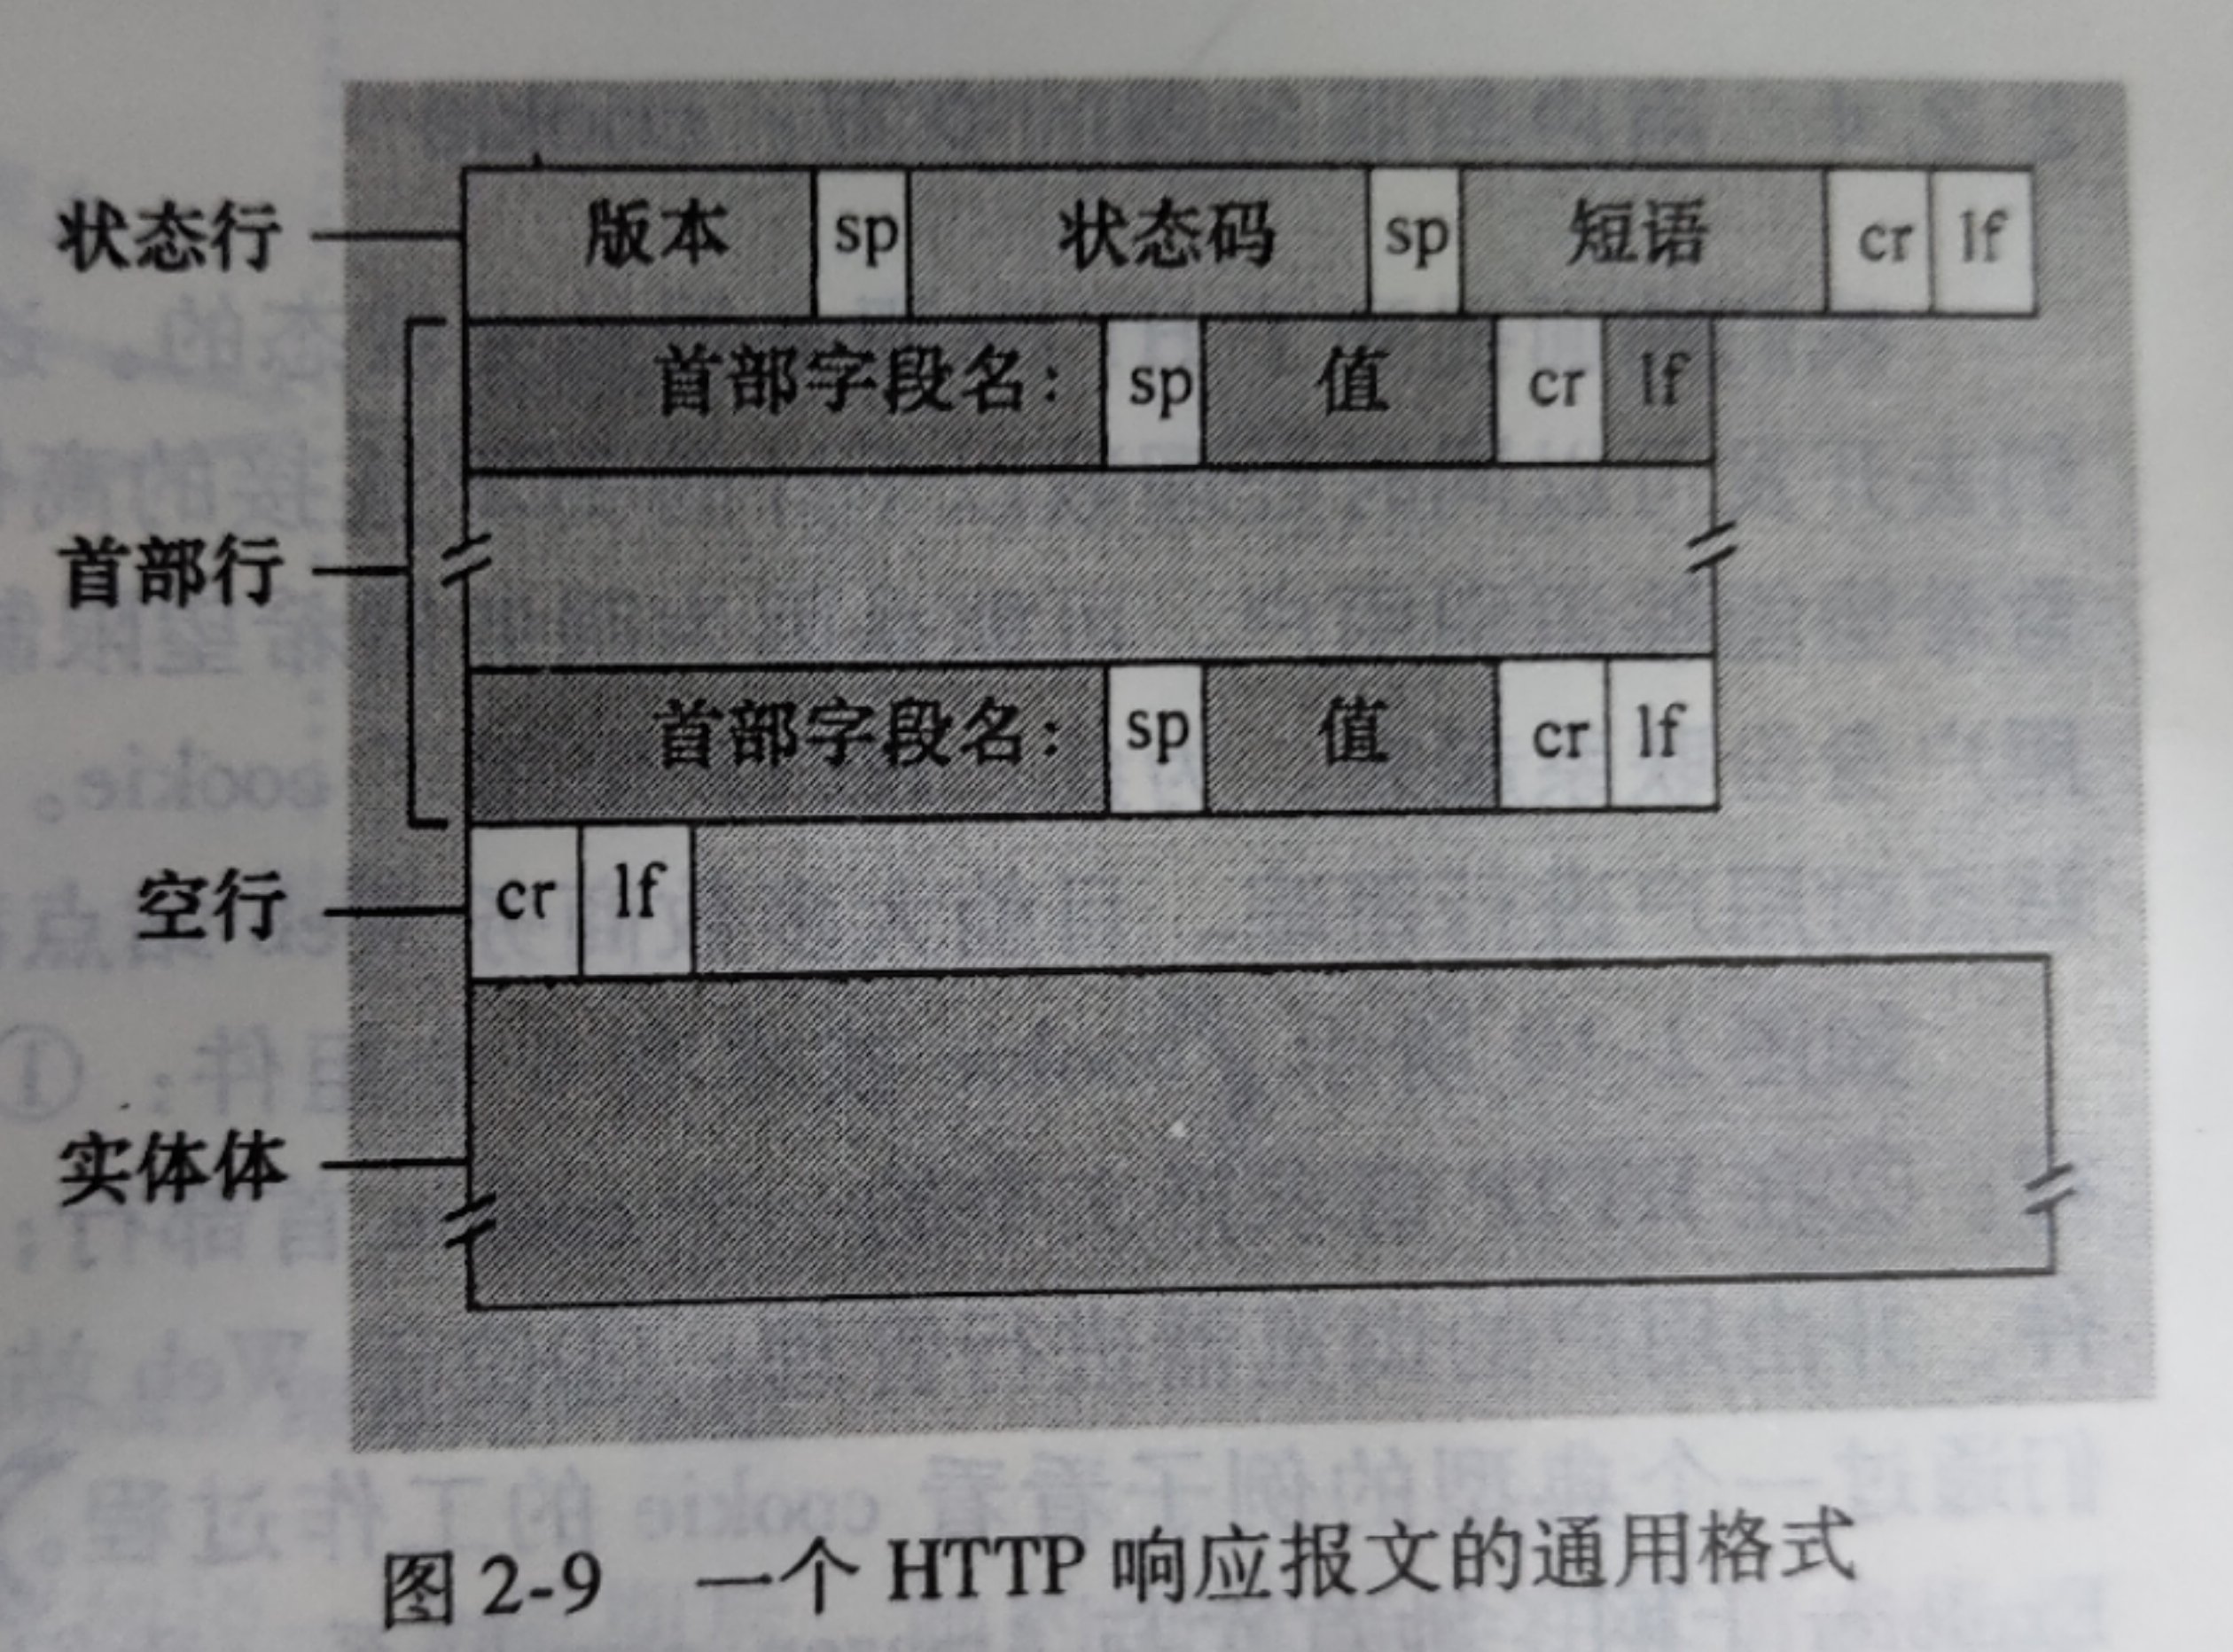 状态行 版本 sp 状态码 sp 短语 cr lf
首部字段名: sp 值 cr lf
首部行
首部字段名: sp 值 cr lf
空行 cr lf
实体体
图2-9 一个 HTTP 响应报文的通用格式